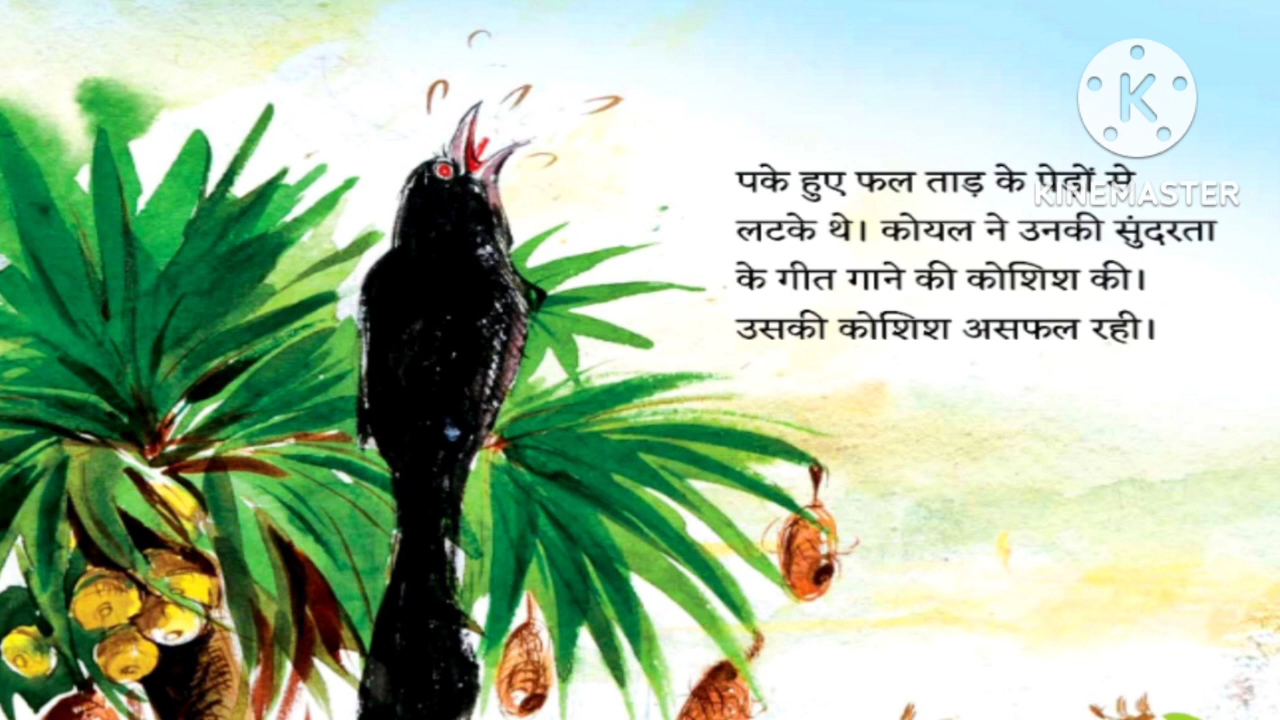 पके हुए फल ताड़ के पेड़ों से
लटके थे। कोयल ने उनकी सुंदरता
के गीत गाने की कोशिश की।
उसकी कोशिश असफल रही।
K
KINEMASTER